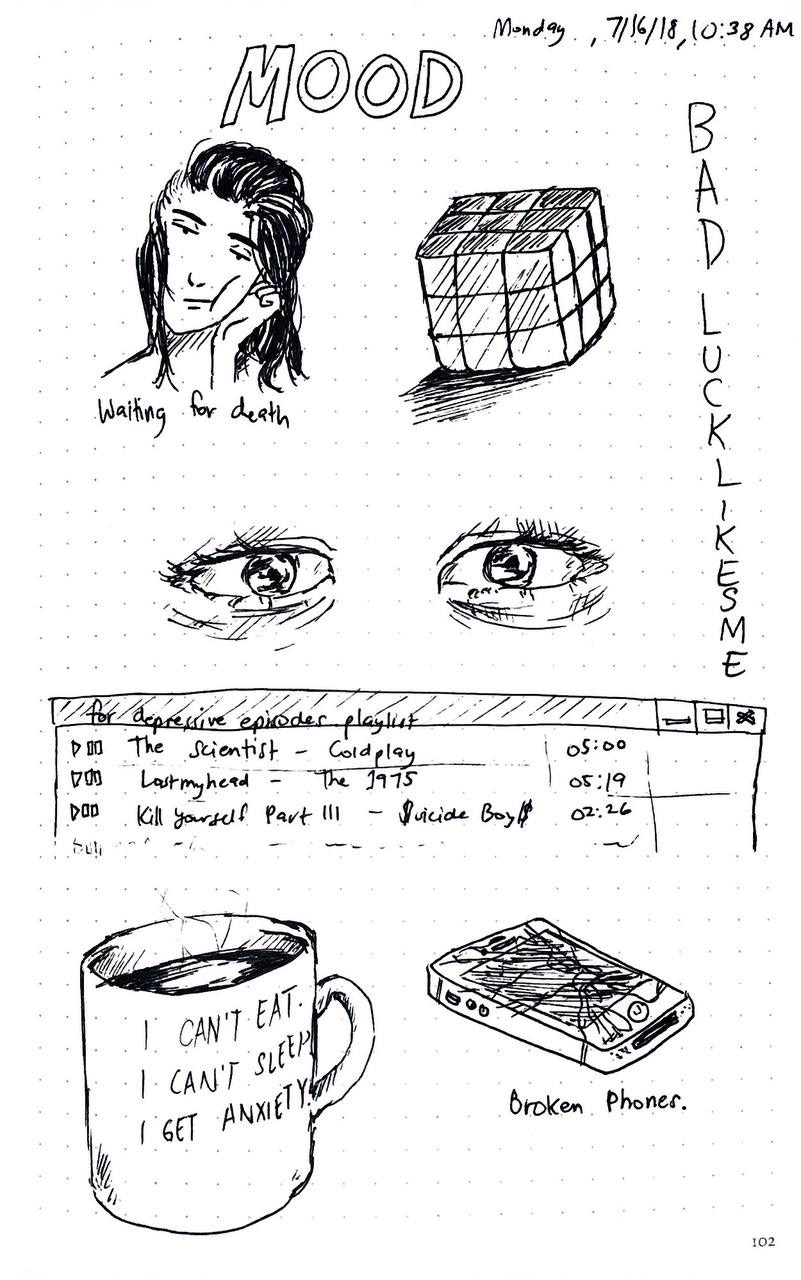 Monday , 7/16/18, 10:38 AM
MOOD
BAD LUCK LIKES ME
Waiting for death
for depressive episodes playlist
The Scientist - Coldplay 05:00
Lostmyhead - The 1975 05:19
Kill Yourself Part III - $uicide Boy$ 02:26
I CAN'T EAT.
I CAN'T SLEEP.
I GET ANXIETY.
Broken Phones.
102